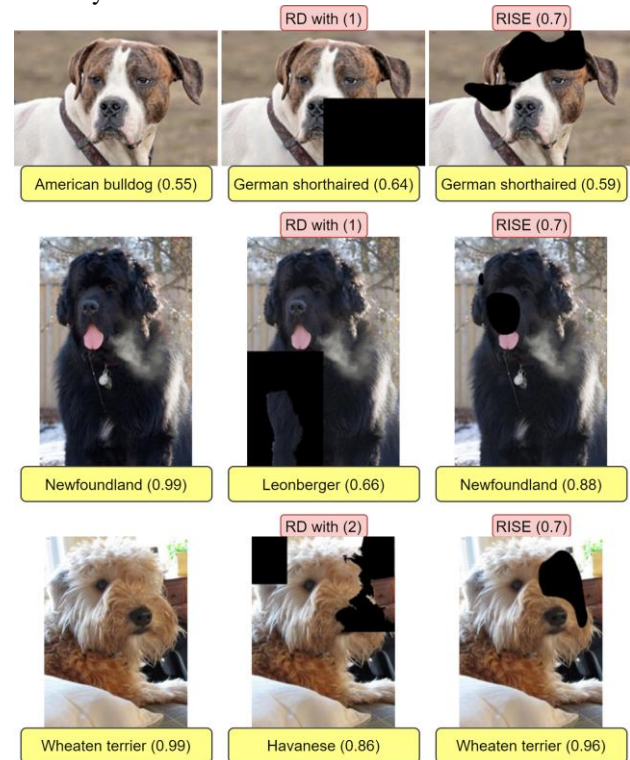 RD with (1) RISE (0.7)
American bulldog (0.55) German shorthaired (0.64) German shorthaired (0.59)
RD with (1) RISE (0.7)
Newfoundland (0.99) Leonberger (0.66) Newfoundland (0.88)
RD with (2) RISE (0.7)
Wheaten terrier (0.99) Havanese (0.86) Wheaten terrier (0.96)